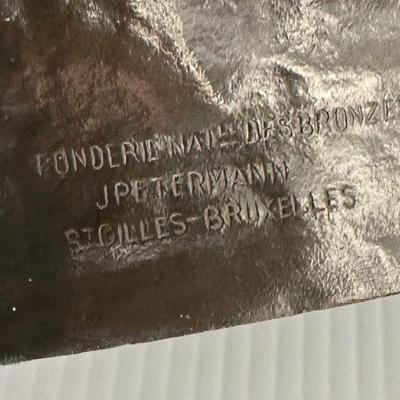 FONDERIE NATLE DES BRONZES
J PETERMANN
ST GILLES-BRUXELLES